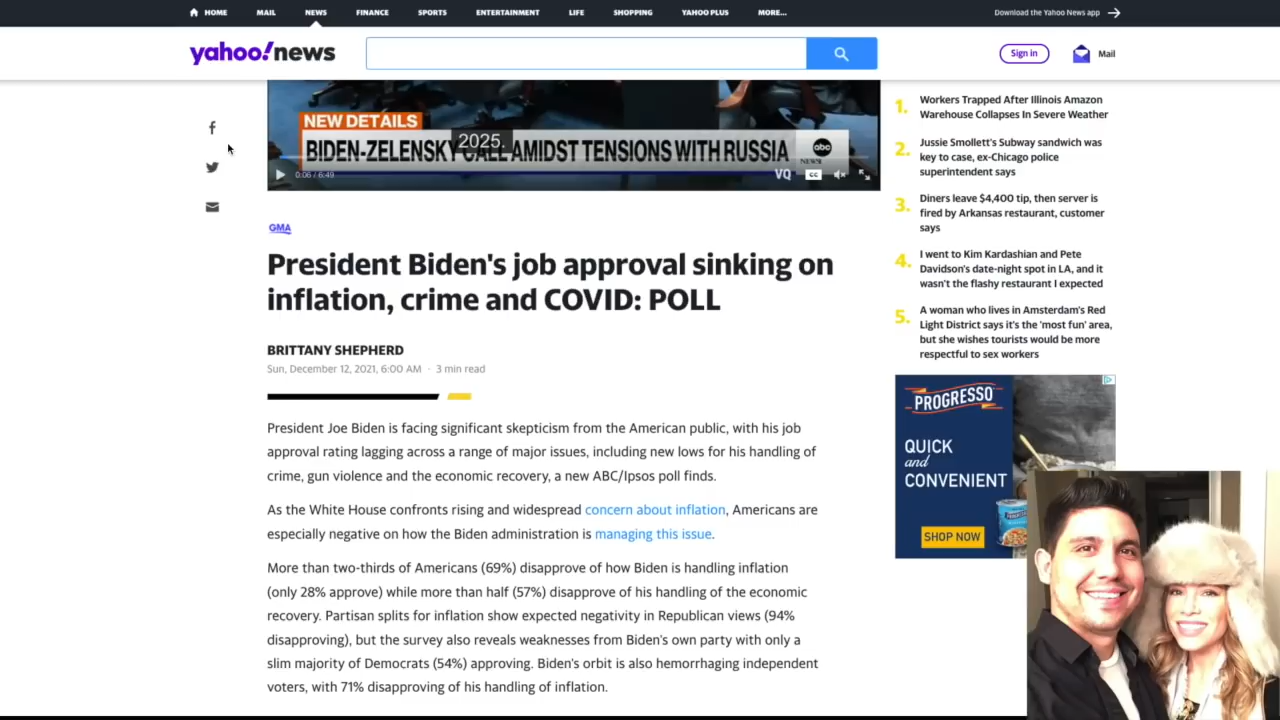 HOME MAIL NEWS FINANCE SPORTS ENTERTAINMENT LIFE SHOPPING YAHOO PLUS MORE... Download the Yahoo News app
yahoo!news Sign in Mail
NEW DETAILS
2025.
BIDEN-ZELENSKY CALL AMIDST TENSIONS WITH RUSSIA
abc
NEWS
0:06 / 6:49 VQ CC
GMA
President Biden's job approval sinking on
inflation, crime and COVID: POLL
BRITTANY SHEPHERD
Sun, December 12, 2021, 6:00 AM · 3 min read
President Joe Biden is facing significant skepticism from the American public, with his job
approval rating lagging across a range of major issues, including new lows for his handling of
crime, gun violence and the economic recovery, a new ABC/Ipsos poll finds.
As the White House confronts rising and widespread concern about inflation, Americans are
especially negative on how the Biden administration is managing this issue.
More than two-thirds of Americans (69%) disapprove of how Biden is handling inflation
(only 28% approve) while more than half (57%) disapprove of his handling of the economic
recovery. Partisan splits for inflation show expected negativity in Republican views (94%
disapproving), but the survey also reveals weaknesses from Biden's own party with only a
slim majority of Democrats (54%) approving. Biden's orbit is also hemorrhaging independent
voters, with 71% disapproving of his handling of inflation.
1. Workers Trapped After Illinois Amazon
Warehouse Collapses In Severe Weather
2. Jussie Smollett's Subway sandwich was
key to case, ex-Chicago police
superintendent says
3. Diners leave $4,400 tip, then server is
fired by Arkansas restaurant, customer
says
4. I went to Kim Kardashian and Pete
Davidson's date-night spot in LA, and it
wasn't the flashy restaurant I expected
5. A woman who lives in Amsterdam's Red
Light District says it's the 'most fun' area,
but she wishes tourists would be more
respectful to sex workers
PROGRESSO
QUICK
and
CONVENIENT
SHOP NOW